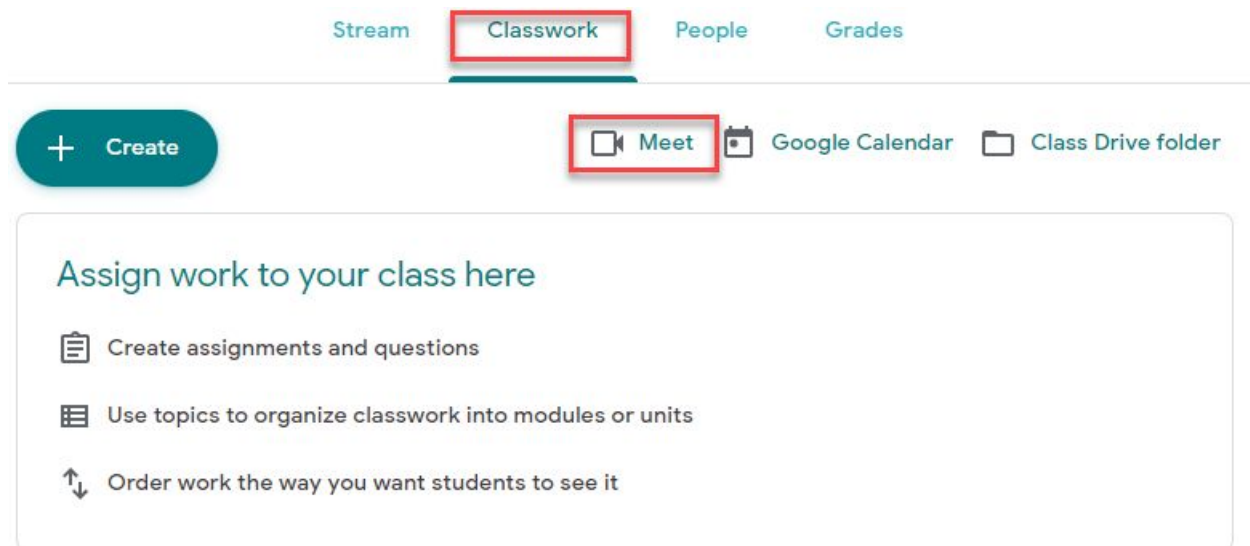 Stream Classwork People Grades
+ Create Meet Google Calendar Class Drive folder
Assign work to your class here
Create assignments and questions
Use topics to organize classwork into modules or units
Order work the way you want students to see it